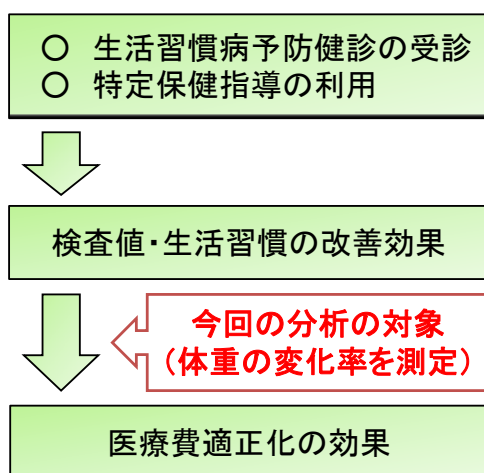 ○ 生活習慣病予防健診の受診
○ 特定保健指導の利用
検査値・生活習慣の改善効果
今回の分析の対象
（体重の変化率を測定）
医療費適正化の効果